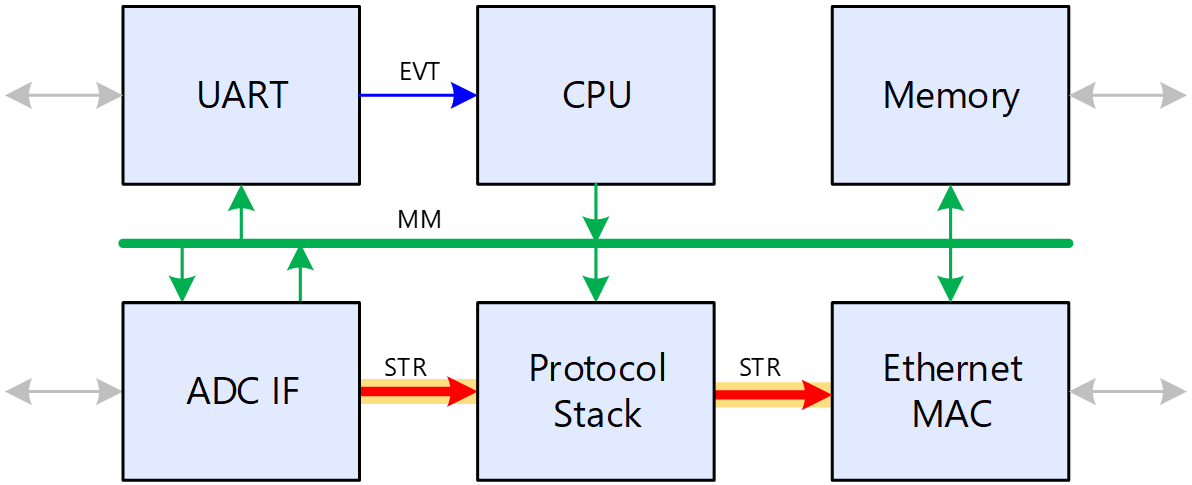 UART
EVT
CPU
Memory
MM
ADC IF
STR
Protocol
Stack
STR
Ethernet
MAC